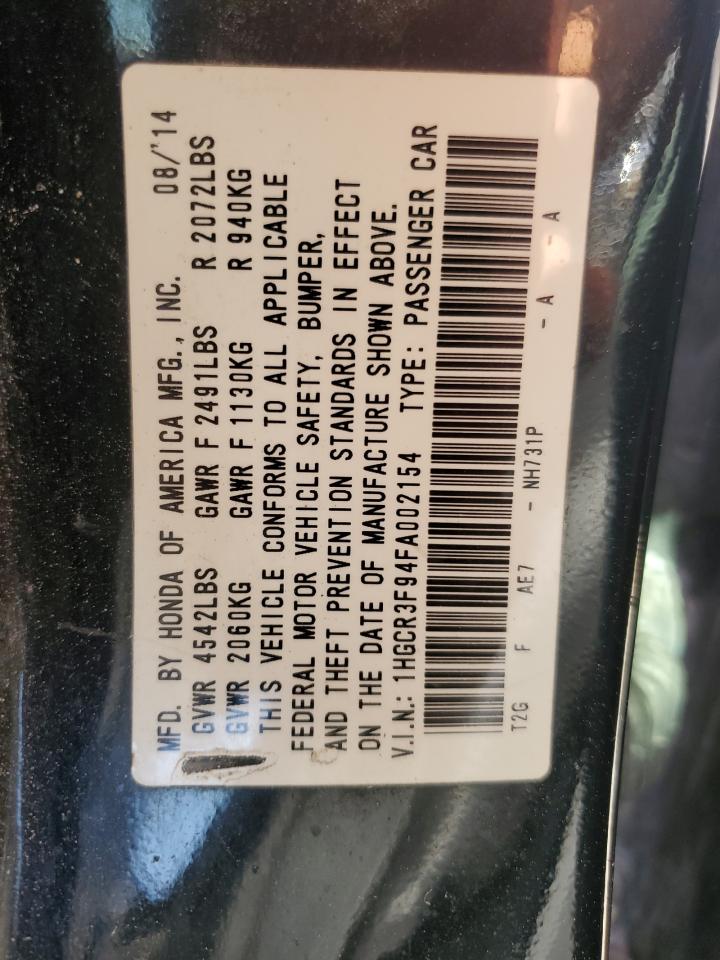 MFD. BY HONDA OF AMERICA MFG., INC. 08/'14
GVWR 4542LBS GAWR F 2491LBS R 2072LBS
GVWR 2060KG GAWR F 1130KG R 940KG
THIS VEHICLE CONFORMS TO ALL APPLICABLE
FEDERAL MOTOR VEHICLE SAFETY, BUMPER,
AND THEFT PREVENTION STANDARDS IN EFFECT
ON THE DATE OF MANUFACTURE SHOWN ABOVE.
V.I.N.: 1HGCR3F94FA002154 TYPE: PASSENGER CAR
T2G F AE7 - NH731P - A - A